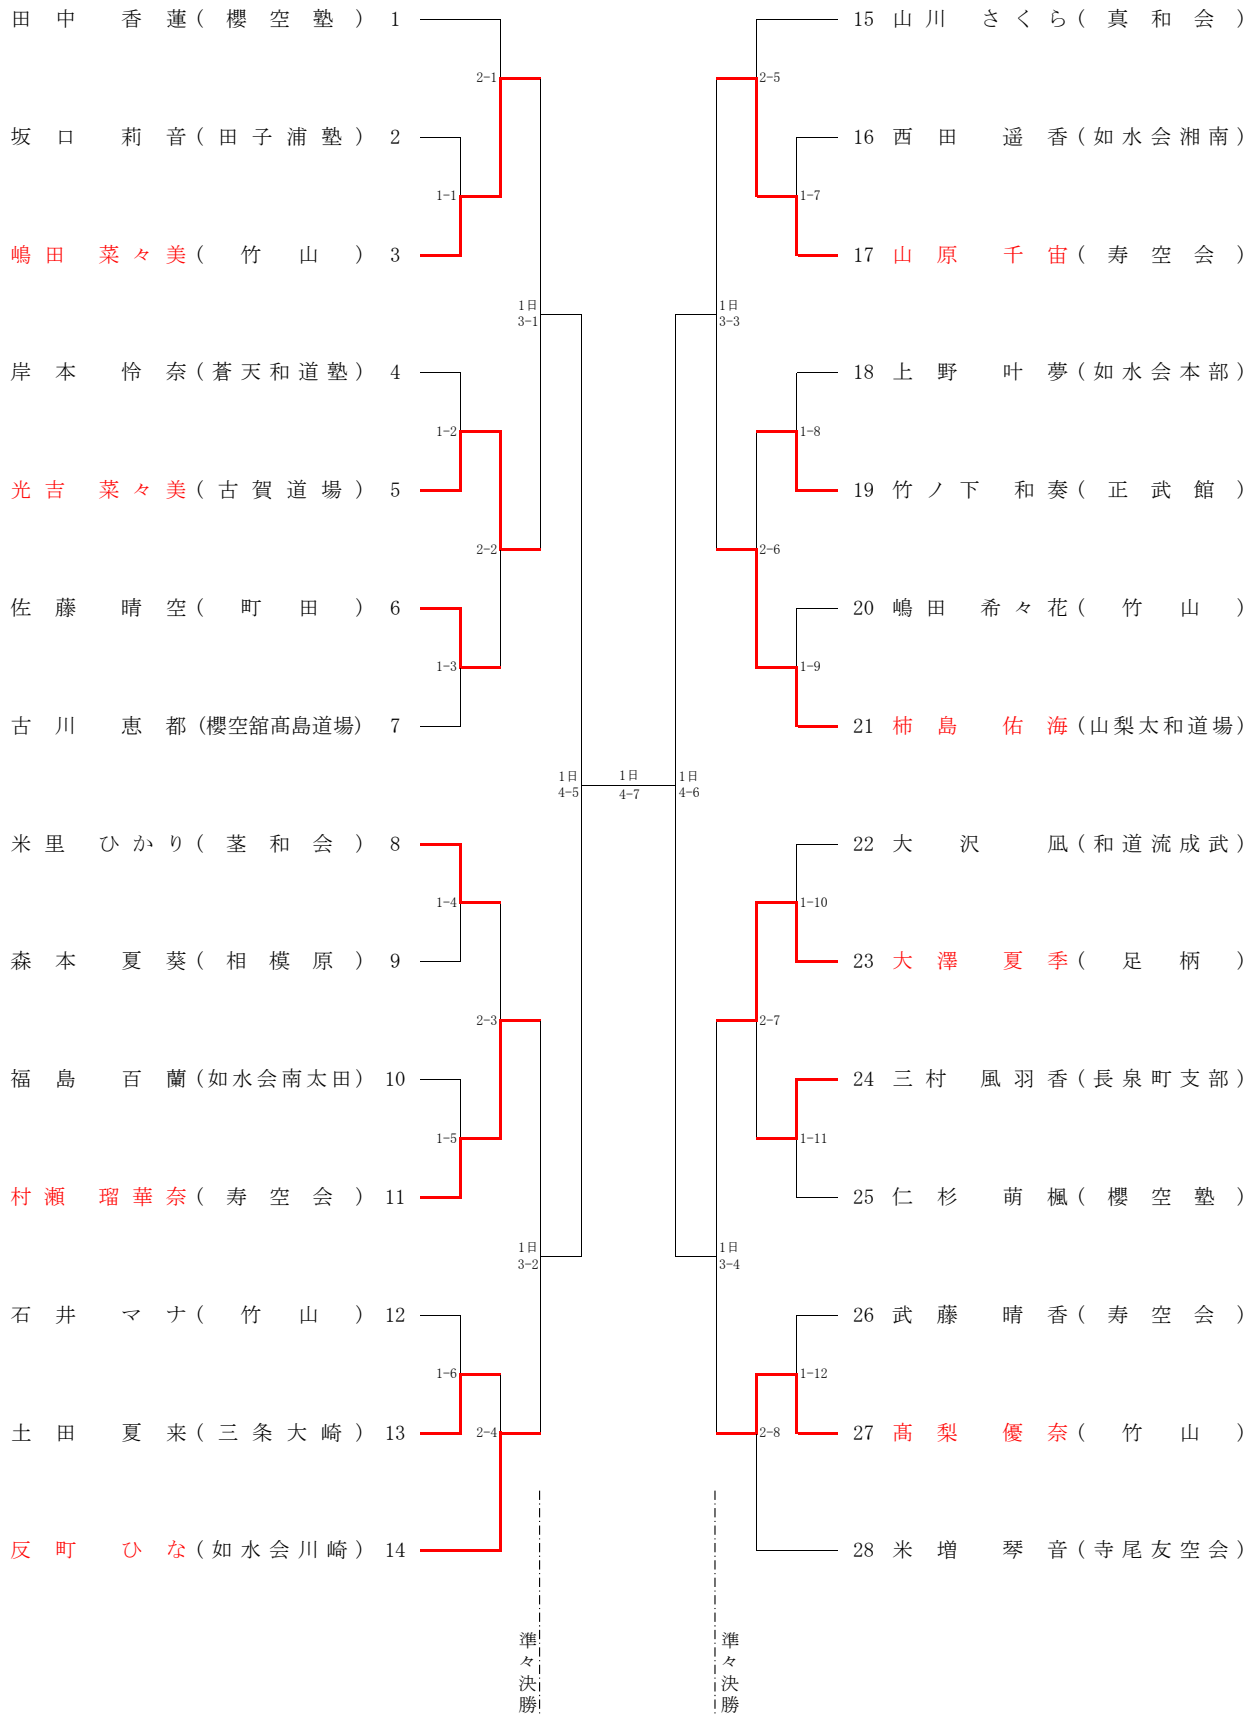 田中 香蓮(櫻空塾) 1
2-1
坂口 莉音(田子浦塾) 2
1-1
嶋田 菜々美(竹山) 3
1日
3-1
岸本 怜奈(蒼天和道塾) 4
1-2
光吉 菜々美(古賀道場) 5
2-2
佐藤 晴空(町田) 6
1-3
古川 恵都(櫻空舘髙島道場) 7
1日
4-5
米里 ひかり(茎和会) 8
1-4
森本 夏葵(相模原) 9
2-3
福島 百蘭(如水会南太田) 10
1-5
村瀬 瑠華奈(寿空会) 11
1日
3-2
石井 マナ(竹山) 12
1-6
土田 夏来(三条大崎) 13
2-4
反町 ひな(如水会川崎) 14
準々決勝
1日
4-7
15 山川 さくら(真和会)
2-5
16 西田 遥香(如水会湘南)
1-7
17 山原 千宙(寿空会)
1日
3-3
18 上野 叶夢(如水会本部)
1-8
19 竹ノ下 和奏(正武館)
2-6
20 嶋田 希々花(竹山)
1-9
21 柿島 佑海(山梨太和道場)
1日
4-6
22 大沢 凪(和道流成武)
1-10
23 大澤 夏季(足柄)
2-7
24 三村 風羽香(長泉町支部)
1-11
25 仁杉 萌楓(櫻空塾)
1日
3-4
26 武藤 晴香(寿空会)
1-12
27 髙梨 優奈(竹山)
2-8
28 米増 琴音(寺尾友空会)
準々決勝